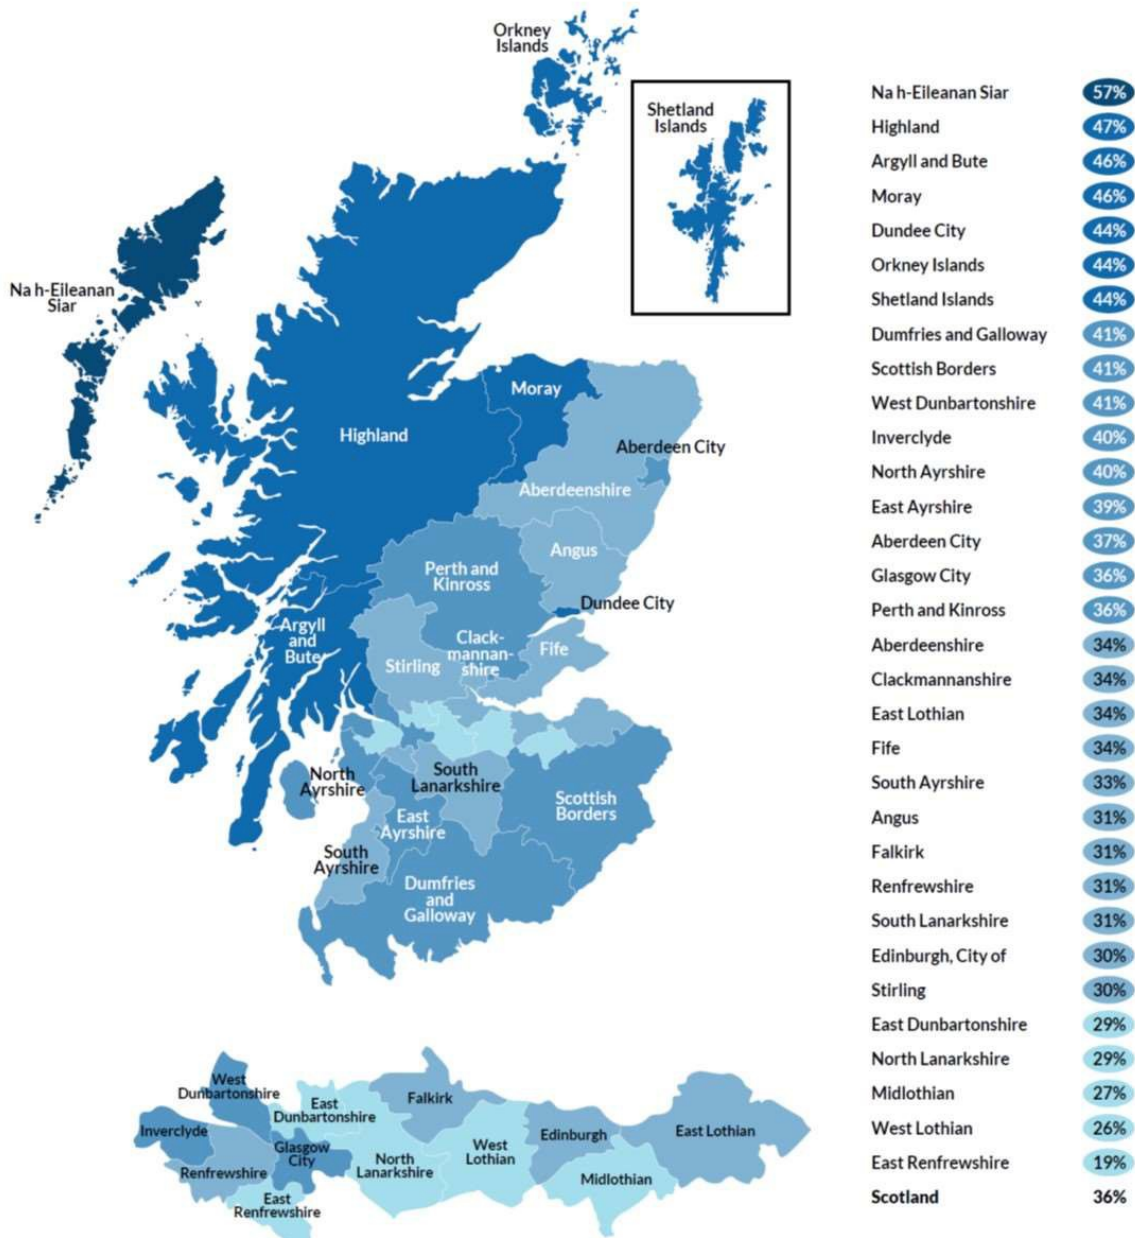 Orkney
Islands
Shetland
Islands
Na h-Eileanan
Siar
Moray
Highland
Aberdeen City
Aberdeenshire
Angus
Perth and
Kinross
Dundee City
Argyll
and
Bute
Clack-
mannan-
shire
Fife
Stirling
North
Ayrshire
South
Lanarkshire
Scottish
Borders
East
Ayrshire
South
Ayrshire
Dumfries
and
Galloway
West
Dunbartonshire
East
Dunbartonshire
Falkirk
Inverclyde
Glasgow
City
Renfrewshire
North
Lanarkshire
West
Lothian
Edinburgh
East Lothian
Midlothian
East
Renfrewshire
Na h-Eileanan Siar 57%
Highland 47%
Argyll and Bute 46%
Moray 46%
Dundee City 44%
Orkney Islands 44%
Shetland Islands 44%
Dumfries and Galloway 41%
Scottish Borders 41%
West Dunbartonshire 41%
Inverclyde 40%
North Ayrshire 40%
East Ayrshire 39%
Aberdeen City 37%
Glasgow City 36%
Perth and Kinross 36%
Aberdeenshire 34%
Clackmannanshire 34%
East Lothian 34%
Fife 34%
South Ayrshire 33%
Angus 31%
Falkirk 31%
Renfrewshire 31%
South Lanarkshire 31%
Edinburgh, City of 30%
Stirling 30%
East Dunbartonshire 29%
North Lanarkshire 29%
Midlothian 27%
West Lothian 26%
East Renfrewshire 19%
Scotland 36%